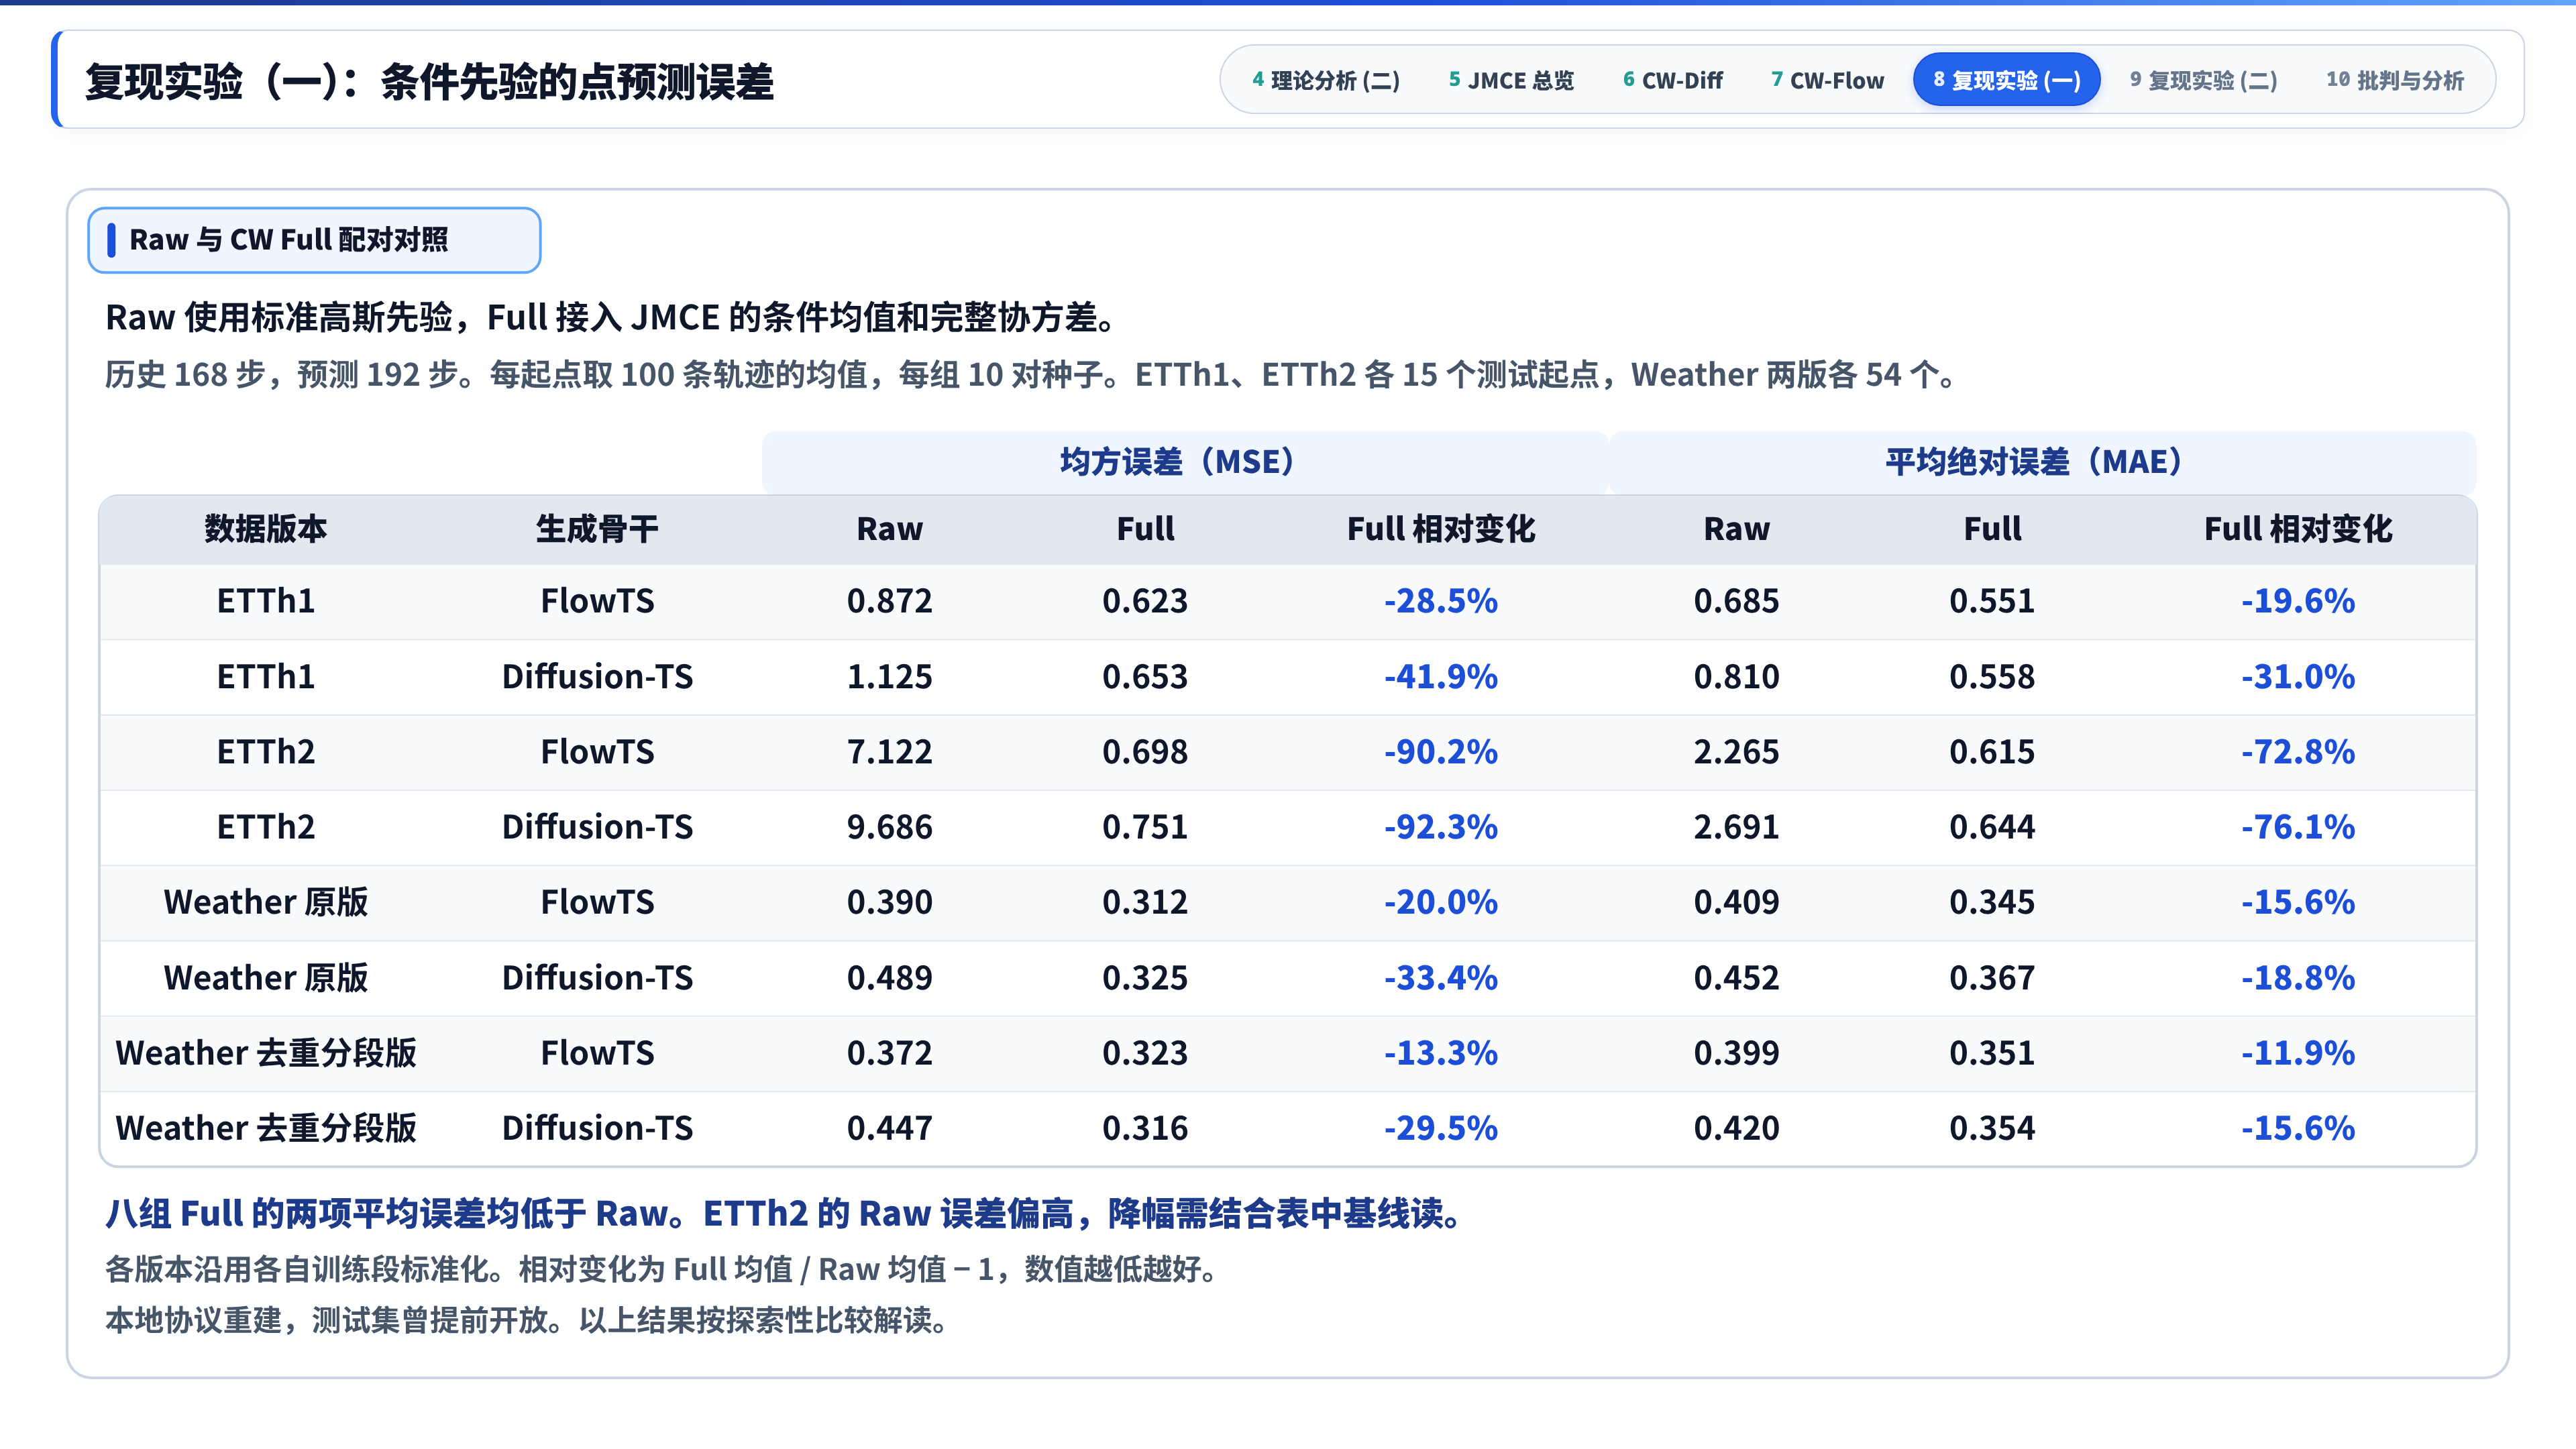 复现实验（一）：条件先验的点预测误差
4 理论分析 (二) 5 JMCE 总览 6 CW-Diff 7 CW-Flow 8 复现实验 (一) 9 复现实验 (二) 10 批判与分析
Raw 与 CW Full 配对对照
Raw 使用标准高斯先验，Full 接入 JMCE 的条件均值和完整协方差。
历史 168 步，预测 192 步。每起点取 100 条轨迹的均值，每组 10 对种子。ETTh1、ETTh2 各 15 个测试起点，Weather 两版各 54 个。
均方误差（MSE） 平均绝对误差（MAE）
数据版本 生成骨干 Raw Full Full 相对变化 Raw Full Full 相对变化
ETTh1 FlowTS 0.872 0.623 -28.5% 0.685 0.551 -19.6%
ETTh1 Diffusion-TS 1.125 0.653 -41.9% 0.810 0.558 -31.0%
ETTh2 FlowTS 7.122 0.698 -90.2% 2.265 0.615 -72.8%
ETTh2 Diffusion-TS 9.686 0.751 -92.3% 2.691 0.644 -76.1%
Weather 原版 FlowTS 0.390 0.312 -20.0% 0.409 0.345 -15.6%
Weather 原版 Diffusion-TS 0.489 0.325 -33.4% 0.452 0.367 -18.8%
Weather 去重分段版 FlowTS 0.372 0.323 -13.3% 0.399 0.351 -11.9%
Weather 去重分段版 Diffusion-TS 0.447 0.316 -29.5% 0.420 0.354 -15.6%
八组 Full 的两项平均误差均低于 Raw。ETTh2 的 Raw 误差偏高，降幅需结合表中基线读。
各版本沿用各自训练段标准化。相对变化为 Full 均值 / Raw 均值 − 1，数值越低越好。
本地协议重建，测试集曾提前开放。以上结果按探索性比较解读。